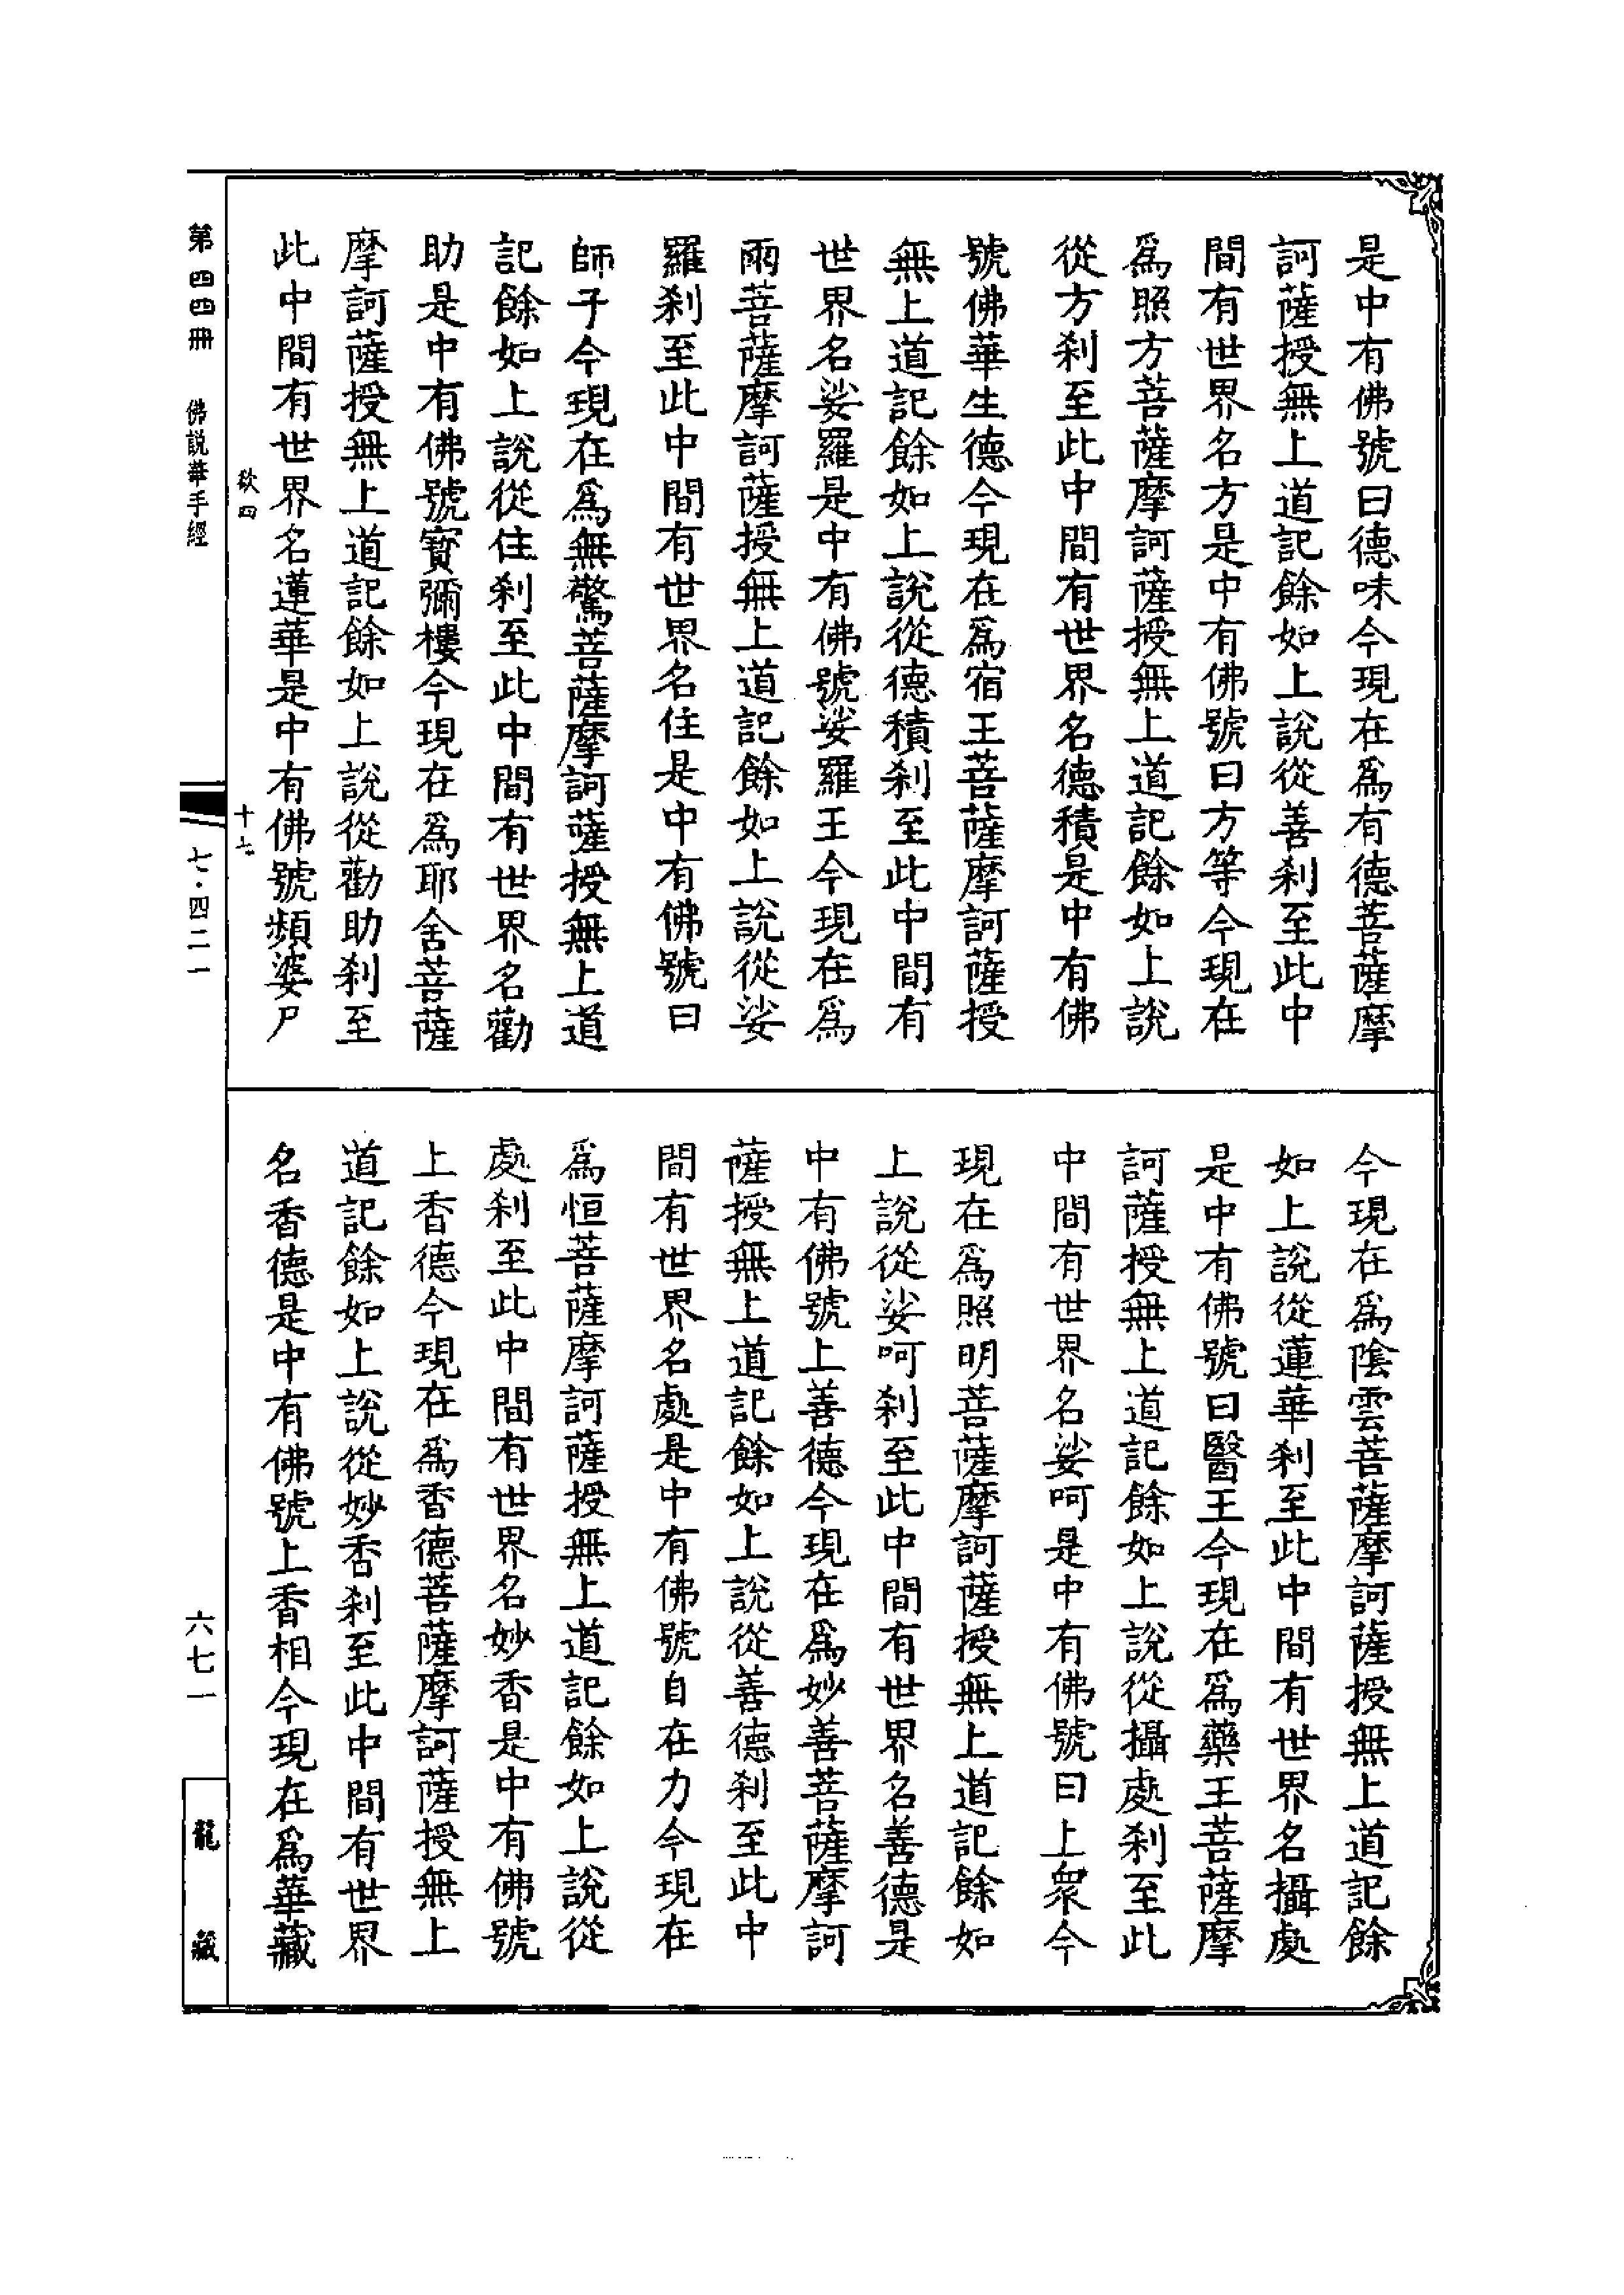 是中有佛號曰德味今現在爲有德菩薩摩
訶薩授無上道記餘如上說從善刹至此中
間有世界名方是中有佛號曰方等今現在
爲照方菩薩摩訶薩授無上道記餘如上說
從方刹至此中間有世界名德積是中有佛
號佛華生德今現在爲宿王菩薩摩訶薩授
無上道記餘如上說從德積刹至此中間有
世界名娑羅是中有佛號娑羅王今現在爲
雨菩薩摩訶薩授無上道記餘如上說從娑
羅刹至此中間有世界名住是中有佛號曰
師子今現在爲無驚菩薩摩訶薩授無上道
記餘如上說從住刹至此中間有世界名勸
助是中有佛號寶彌樓今現在爲耶舍菩薩
摩訶薩授無上道記餘如上說從勸助刹至
此中間有世界名蓮華是中有佛號頻婆尸
今現在爲陰雲菩薩摩訶薩授無上道記餘
如上說從蓮華刹至此中間有世界名攝處
是中有佛號曰醫王今現在爲藥王菩薩摩
訶薩授無上道記餘如上說從攝處刹至此
中間有世界名娑呵是中有佛號曰上衆今
現在爲照明菩薩摩訶薩授無上道記餘如
上說從娑呵刹至此中間有世界名善德是
中有佛號上善德今現在爲妙善菩薩摩訶
薩授無上道記餘如上說從善德刹至此中
間有世界名處是中有佛號自在力今現在
爲恒菩薩摩訶薩授無上道記餘如上說從
處刹至此中間有世界名妙香是中有佛號
上香德今現在爲香德菩薩摩訶薩授無上
道記餘如上說從妙香刹至此中間有世界
名香德是中有佛號上香相今現在爲華藏
欻四
十七
第四四冊
佛說華手經
七·四二一
六七一
龍藏